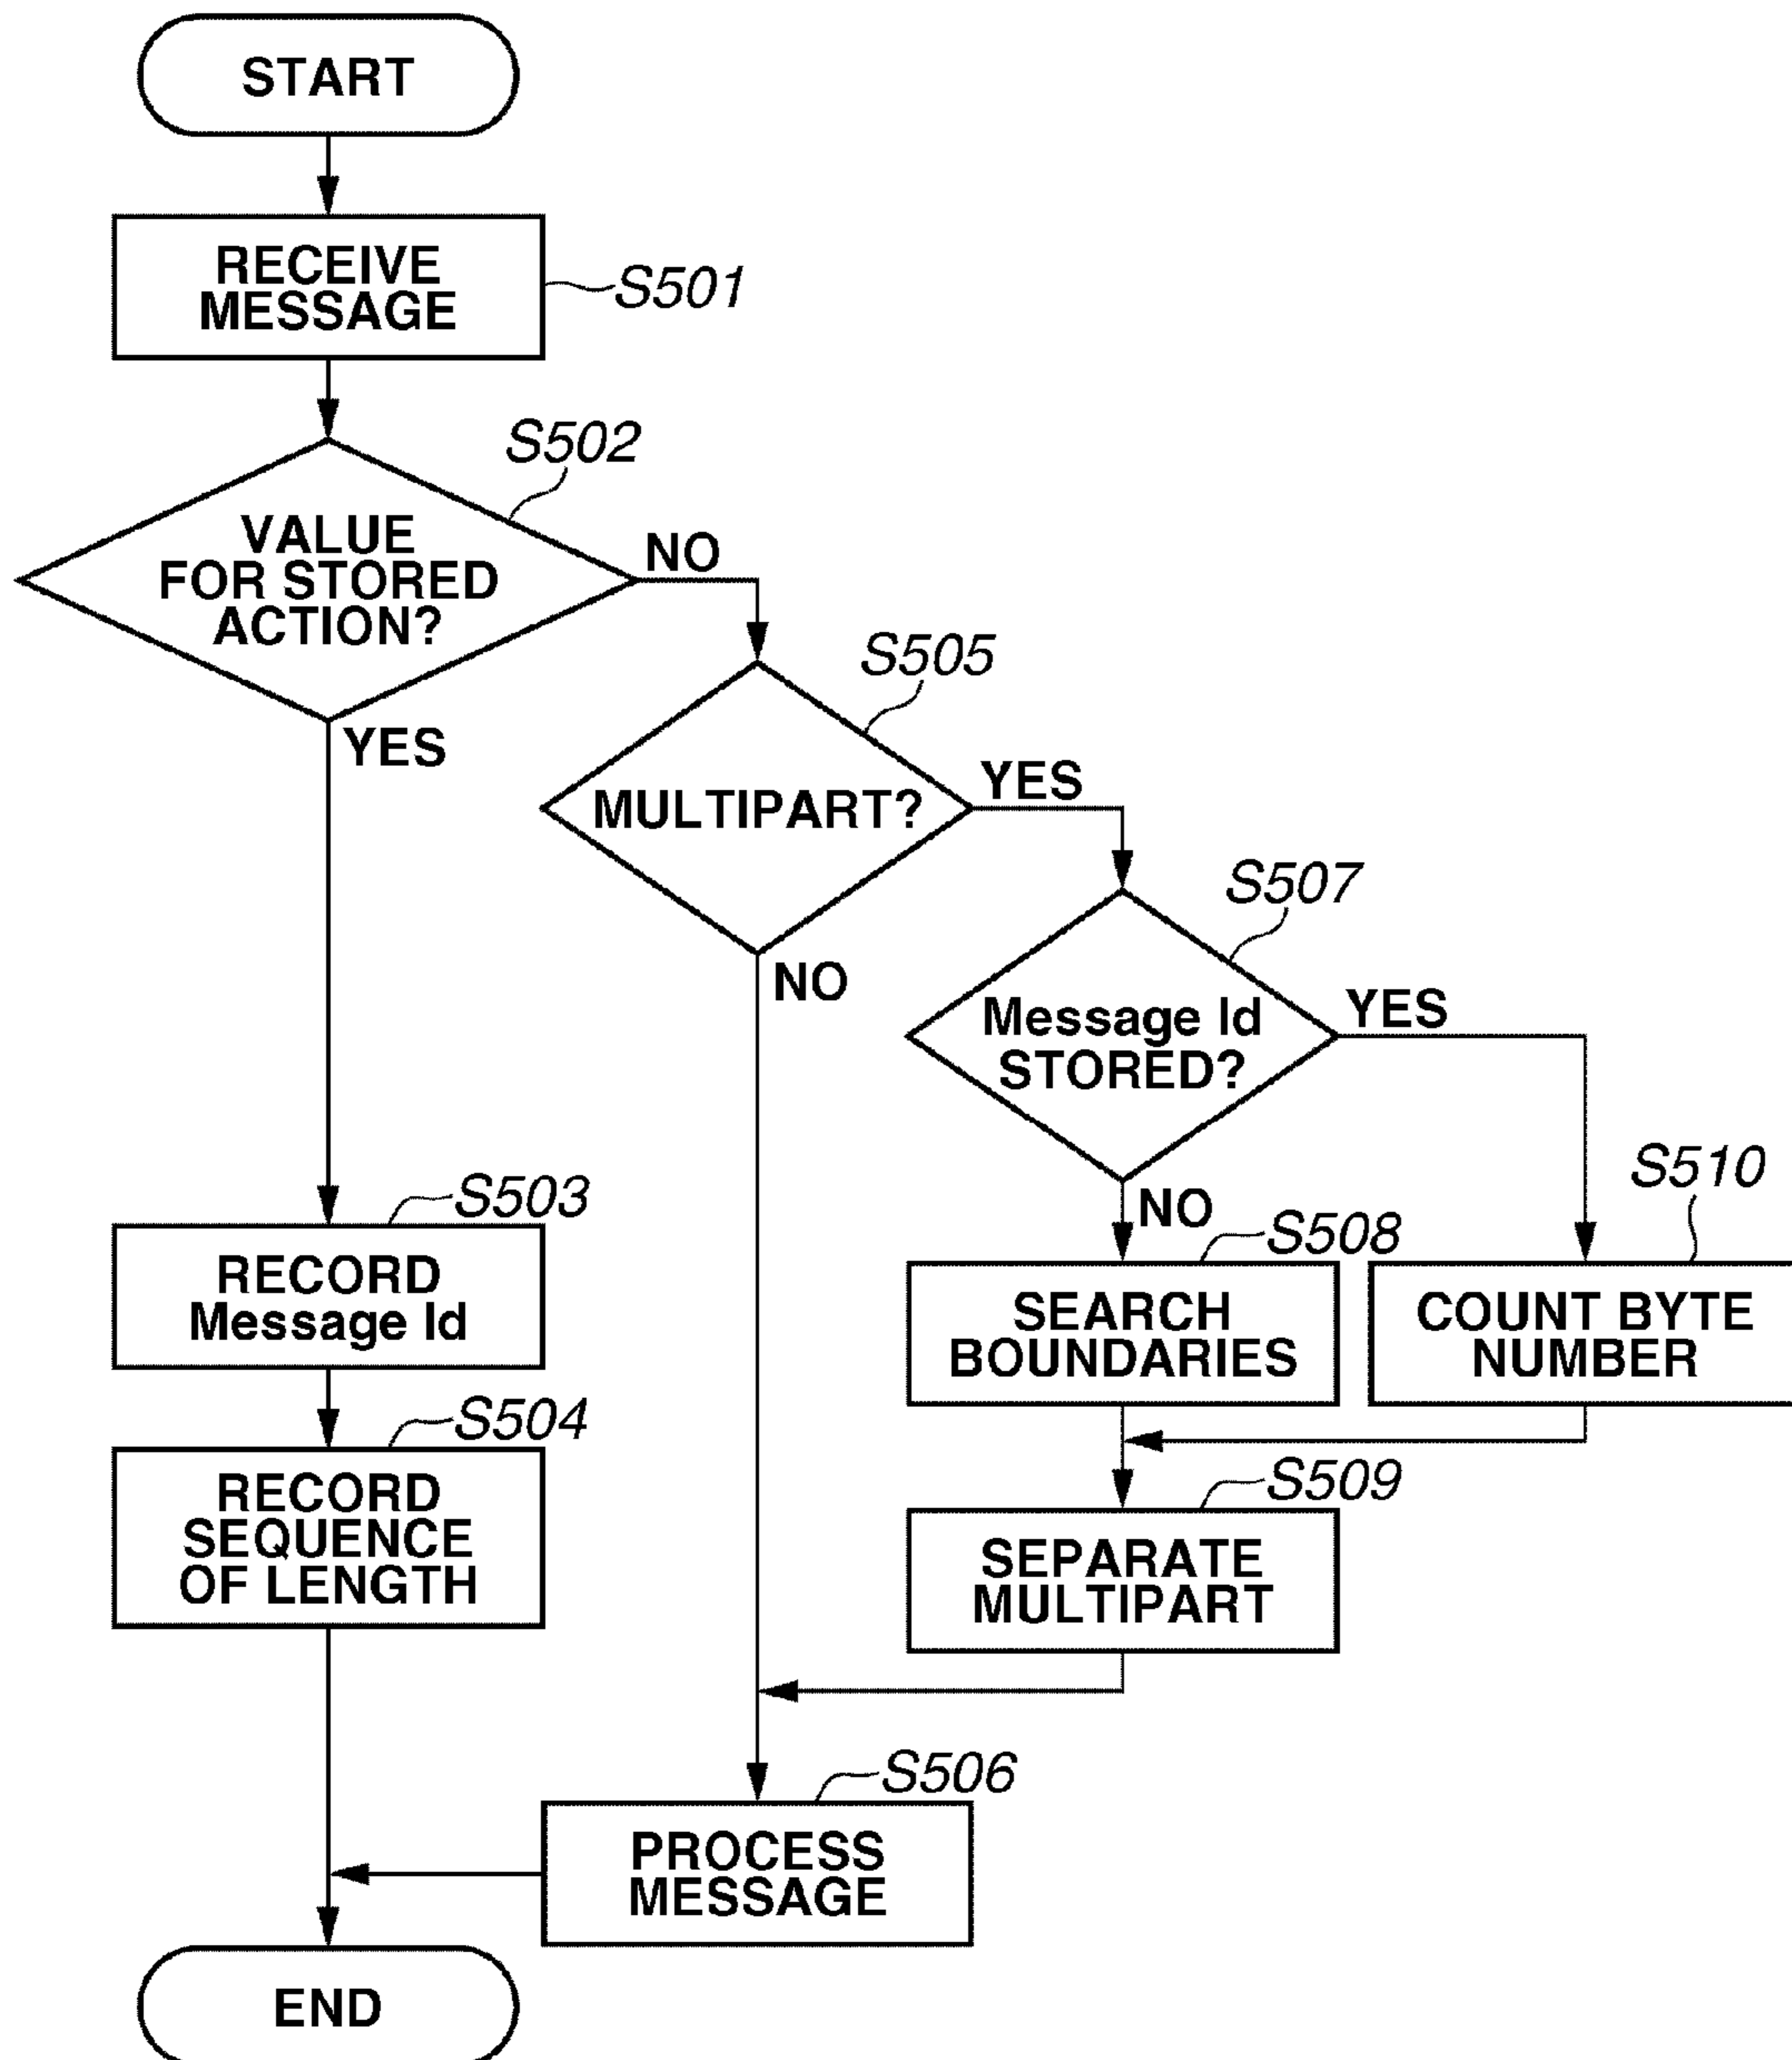 START
RECEIVE
MESSAGE
S501
S502
VALUE
FOR STORED
ACTION?
NO
YES
S505
MULTIPART?
YES
NO
S507
Message Id
STORED?
YES
NO
S503
RECORD
Message Id
S508
SEARCH
BOUNDARIES
S510
COUNT BYTE
NUMBER
S504
RECORD
SEQUENCE
OF LENGTH
S509
SEPARATE
MULTIPART
S506
PROCESS
MESSAGE
END